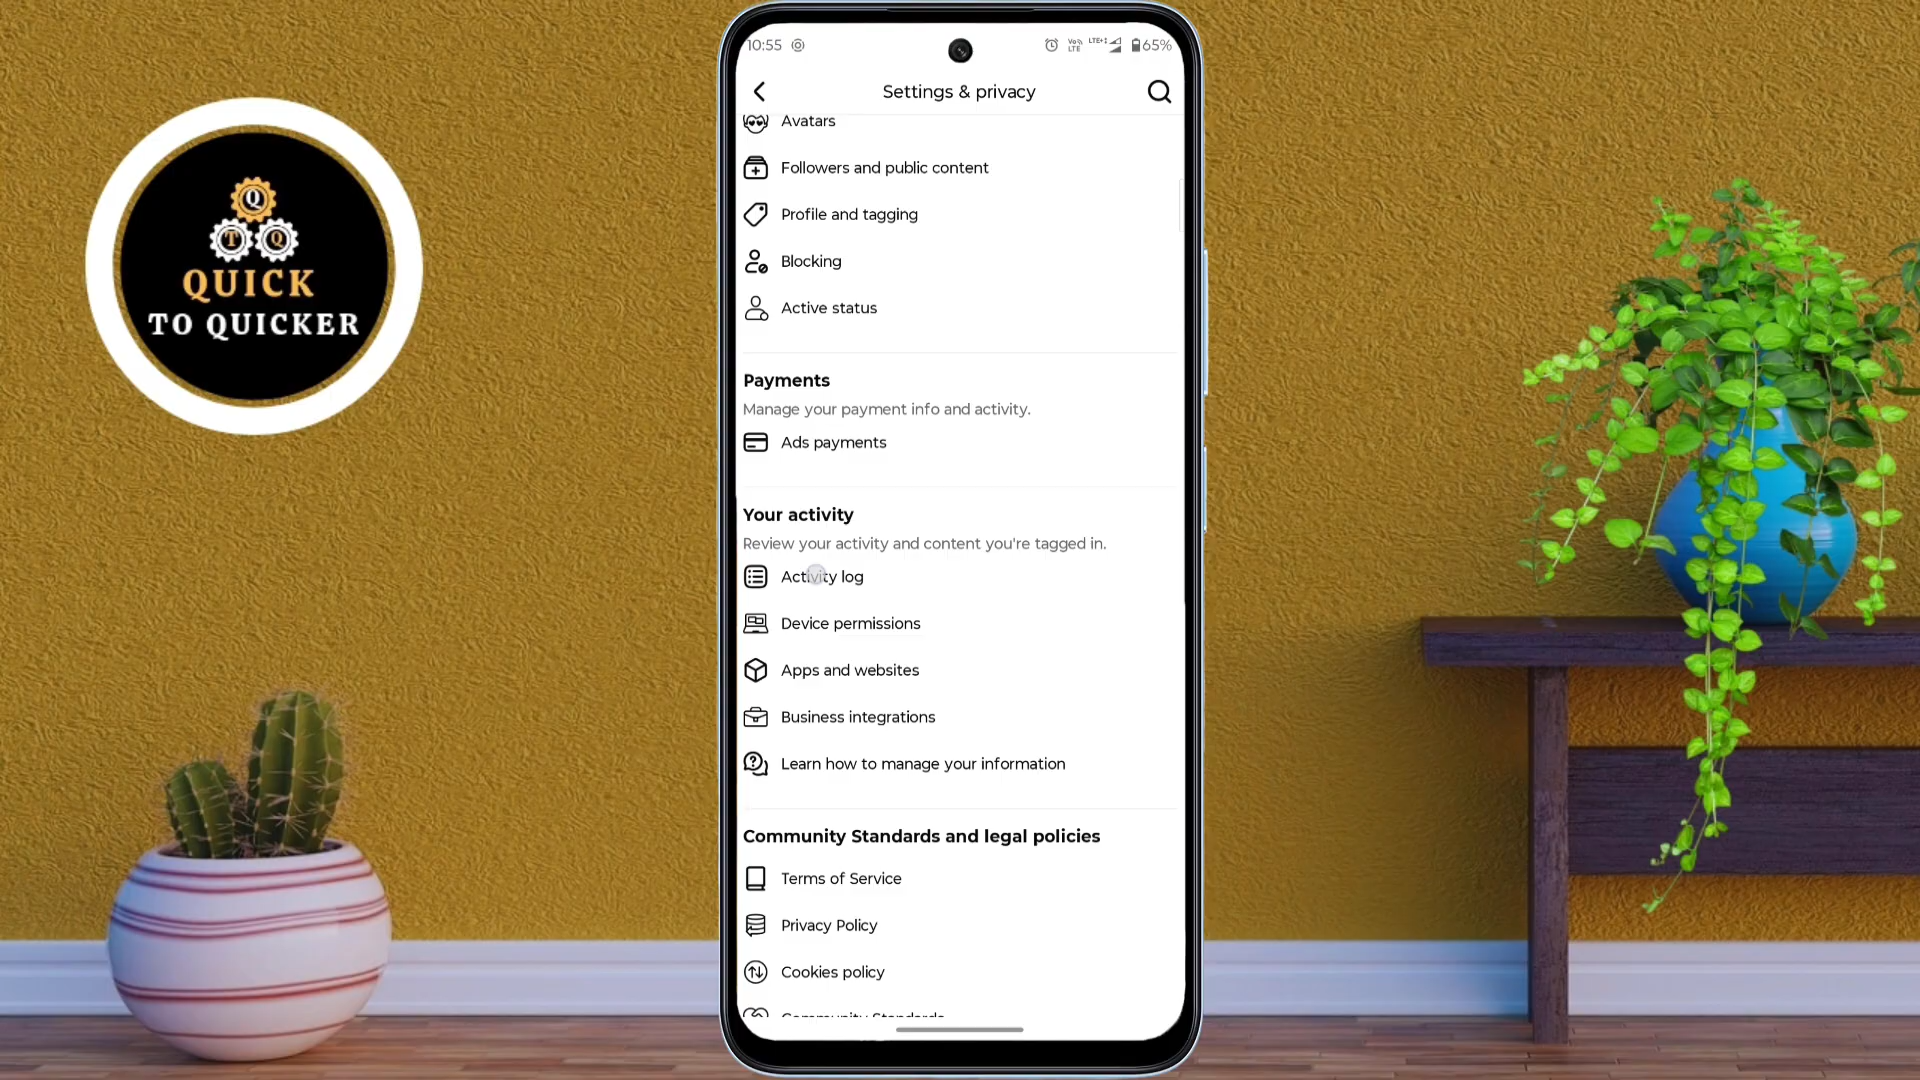 10:55
Vo
LTE
LTE+
65%
Settings & privacy
Avatars
Followers and public content
Profile and tagging
Blocking
Active status
Payments
Manage your payment info and activity.
Ads payments
Your activity
Review your activity and content you're tagged in.
Activity log
Device permissions
Apps and websites
Business integrations
Learn how to manage your information
Community Standards and legal policies
Terms of Service
Privacy Policy
Cookies policy
Community Standards
Q
T Q
QUICK
TO QUICKER